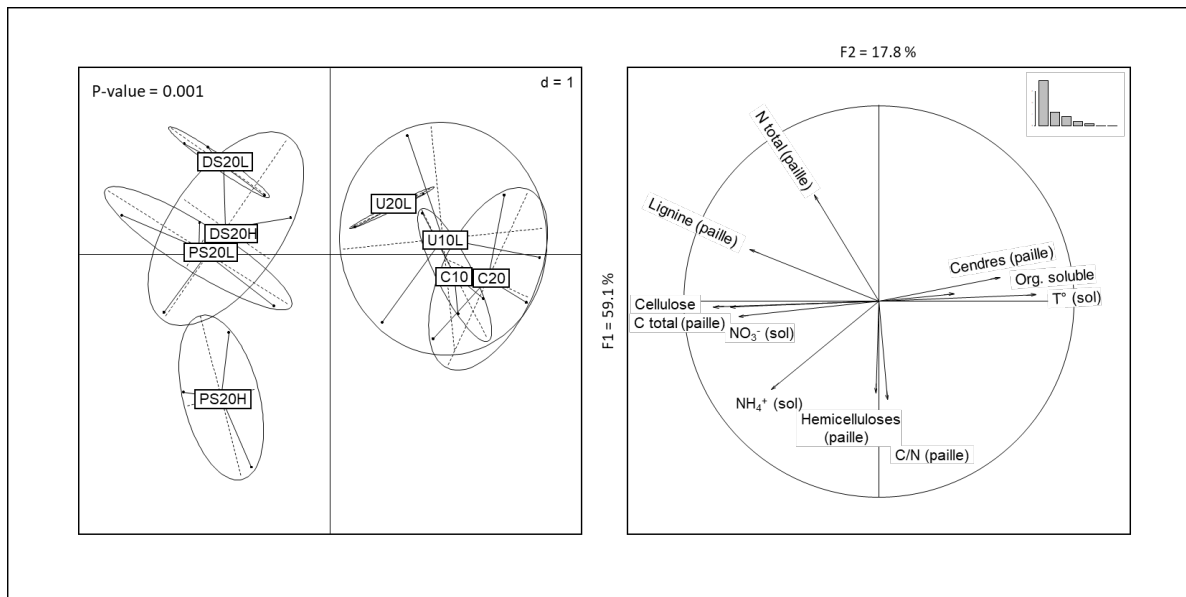 F2 = 17.8 %
P-value = 0.001
d = 1
DS20L
DS20H
PS20L
PS20H
U20L
U10L
C10
C20
F1 = 59.1 %
N total (paille)
Lignine (paille)
Cendres (paille)
Org. soluble
T° (sol)
Cellulose
C total (paille)
NO₃⁻ (sol)
NH₄⁺ (sol)
Hemicelluloses
(paille)
C/N (paille)